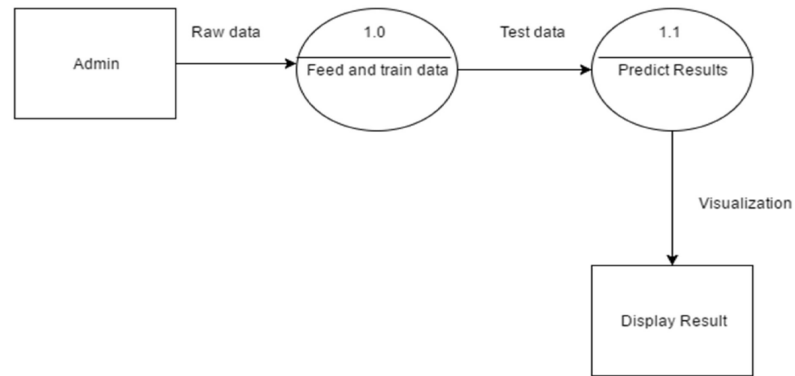 Raw data
1.0
Test data
1.1
Admin
Feed and train data
Predict Results
Visualization
Display Result